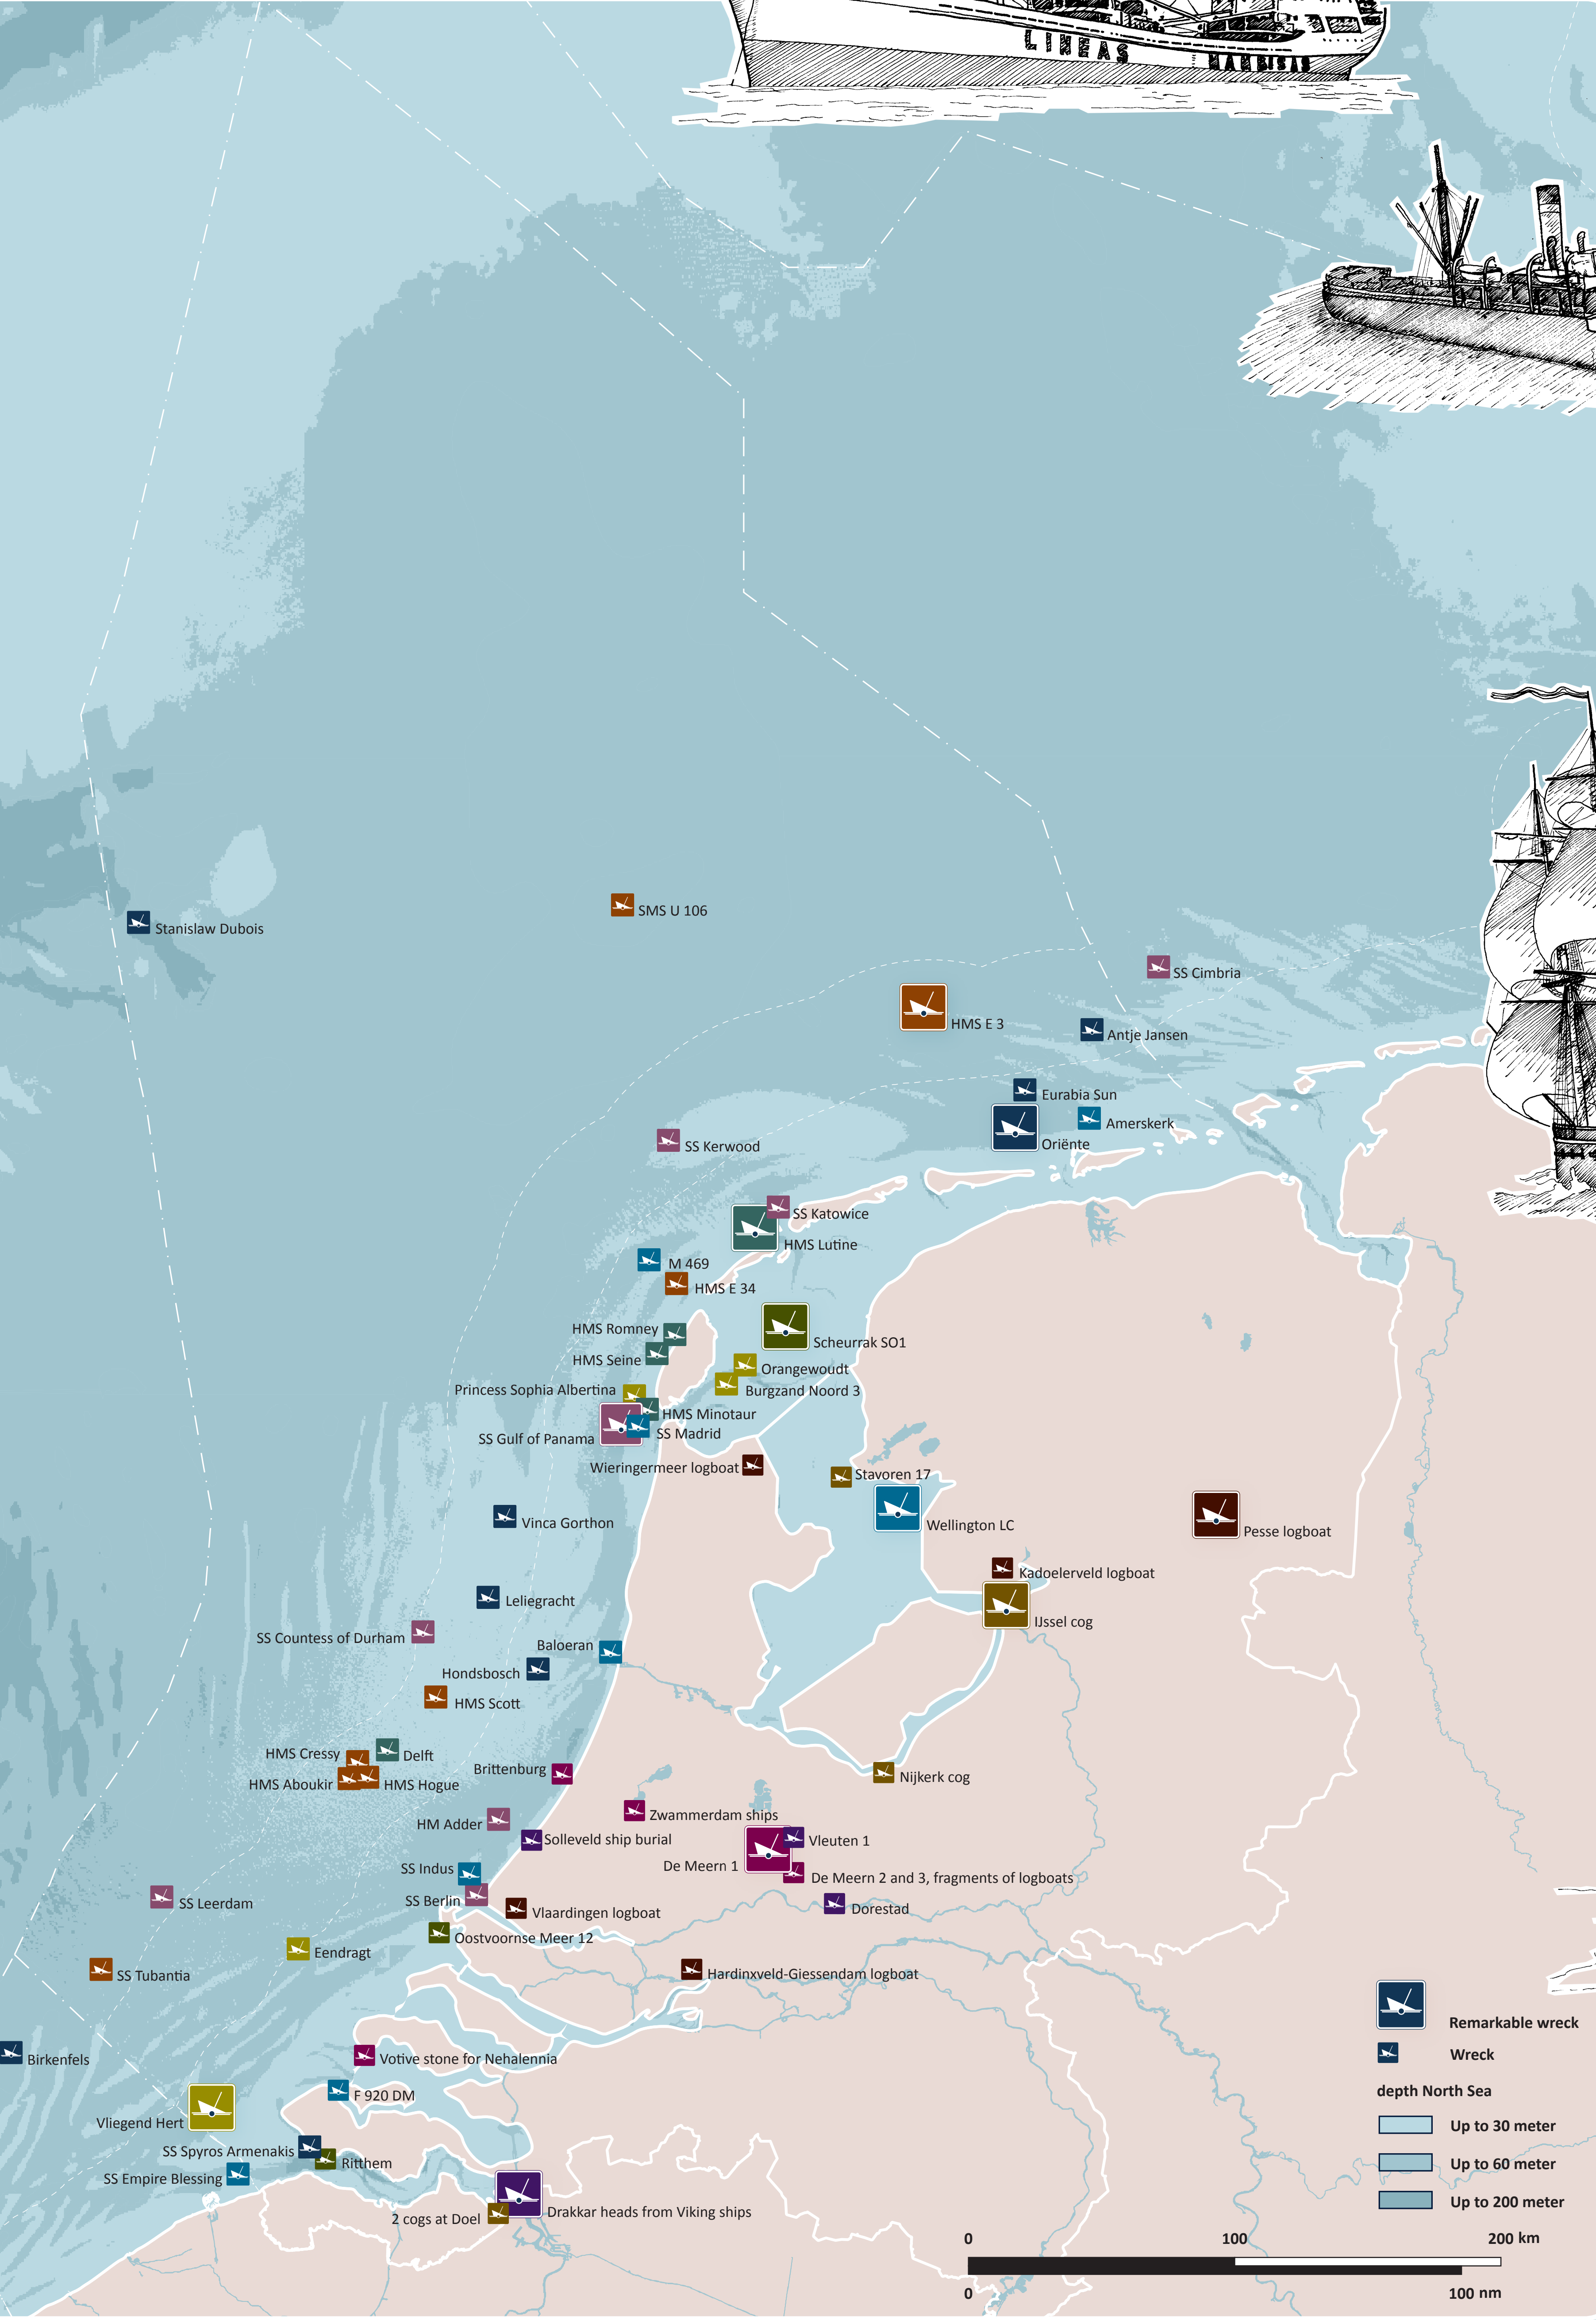 LINEAS
MAMBISAS
Stanislaw Dubois
SMS U 106
SS Cimbria
HMS E 3
Antje Jansen
Eurabia Sun
Amerskerk
Oriënte
SS Kerwood
SS Katowice
HMS Lutine
M 469
HMS E 34
HMS Romney
Scheurrak SO1
HMS Seine
Orangewoudt
Princess Sophia Albertina
Burgzand Noord 3
HMS Minotaur
SS Madrid
SS Gulf of Panama
Wieringermeer logboat
Stavoren 17
Vinca Gorthon
Wellington LC
Pesse logboat
Kadoelerveld logboat
Leliegracht
IJssel cog
SS Countess of Durham
Baloeran
Hondsbosch
HMS Scott
HMS Cressy
Delft
Brittenburg
HMS Aboukir
HMS Hogue
Nijkerk cog
Zwammerdam ships
HM Adder
Solleveld ship burial
Vleuten 1
De Meern 1
SS Indus
De Meern 2 and 3, fragments of logboats
SS Leerdam
SS Berlin
Dorestad
Vlaardingen logboat
Oostvoornse Meer 12
Eendragt
SS Tubantia
Hardinxveld-Giessendam logboat
Birkenfels
Votive stone for Nehalennia
F 920 DM
Vliegend Hert
SS Spyros Armenakis
Ritthem
SS Empire Blessing
Drakkar heads from Viking ships
2 cogs at Doel
Remarkable wreck
Wreck
depth North Sea
Up to 30 meter
Up to 60 meter
Up to 200 meter
0 100 200 km
0 100 nm